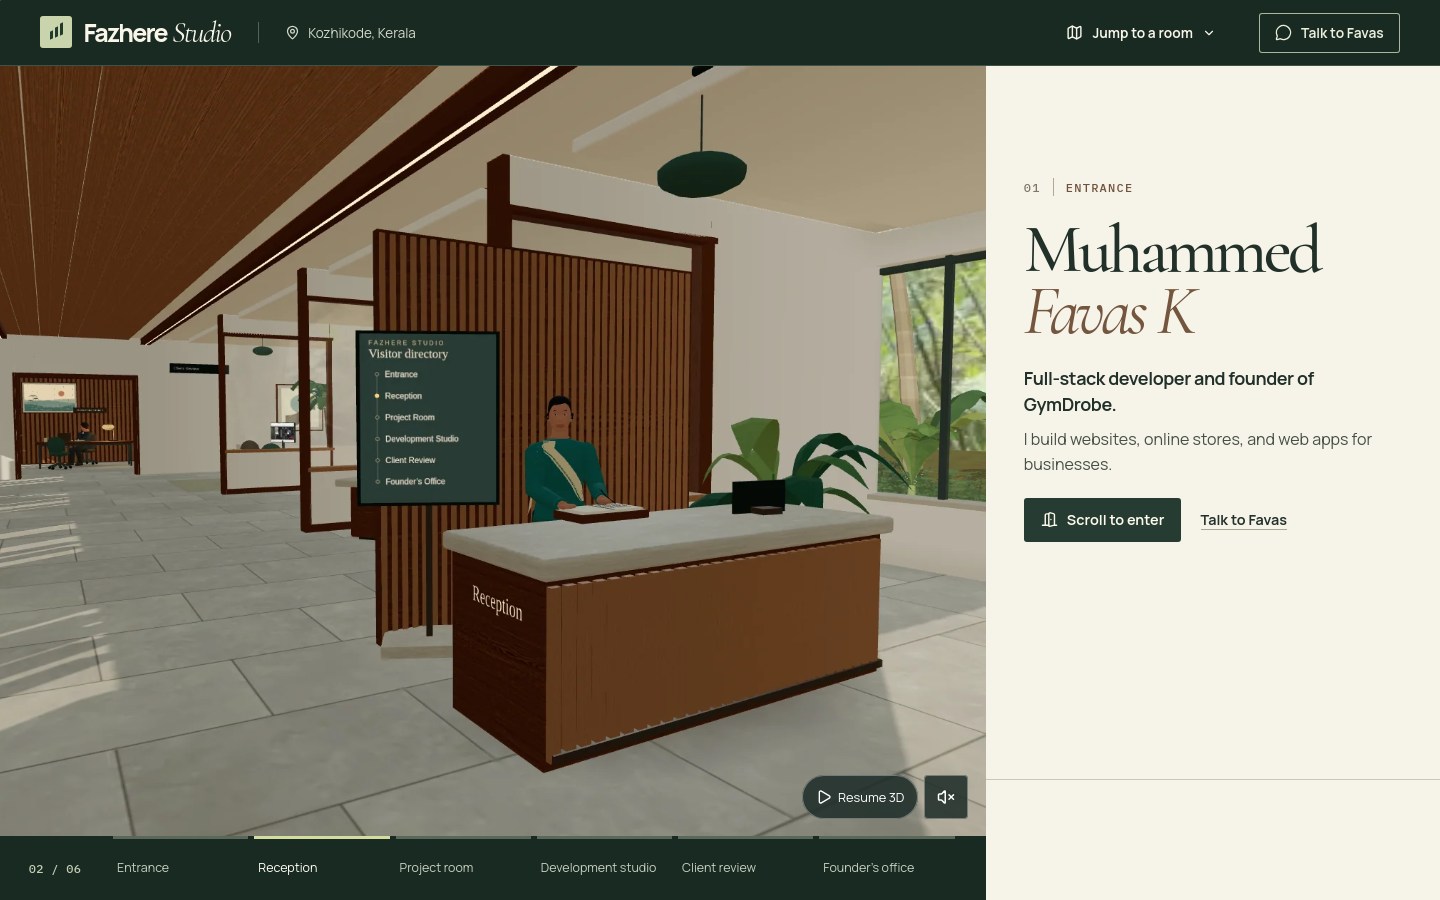 Fazhere Studio
Kozhikode, Kerala
Jump to a room
Talk to Favas
FAZHERE STUDIO
Visitor directory
Entrance
Reception
Project Room
Development Studio
Client Review
Founder's Office
Reception
Resume 3D
02 / 06
Entrance
Reception
Project room
Development studio
Client review
Founder's office
01 ENTRANCE
Muhammed
Favas K
Full-stack developer and founder of
GymDrobe.
I build websites, online stores, and web apps for
businesses.
Scroll to enter
Talk to Favas